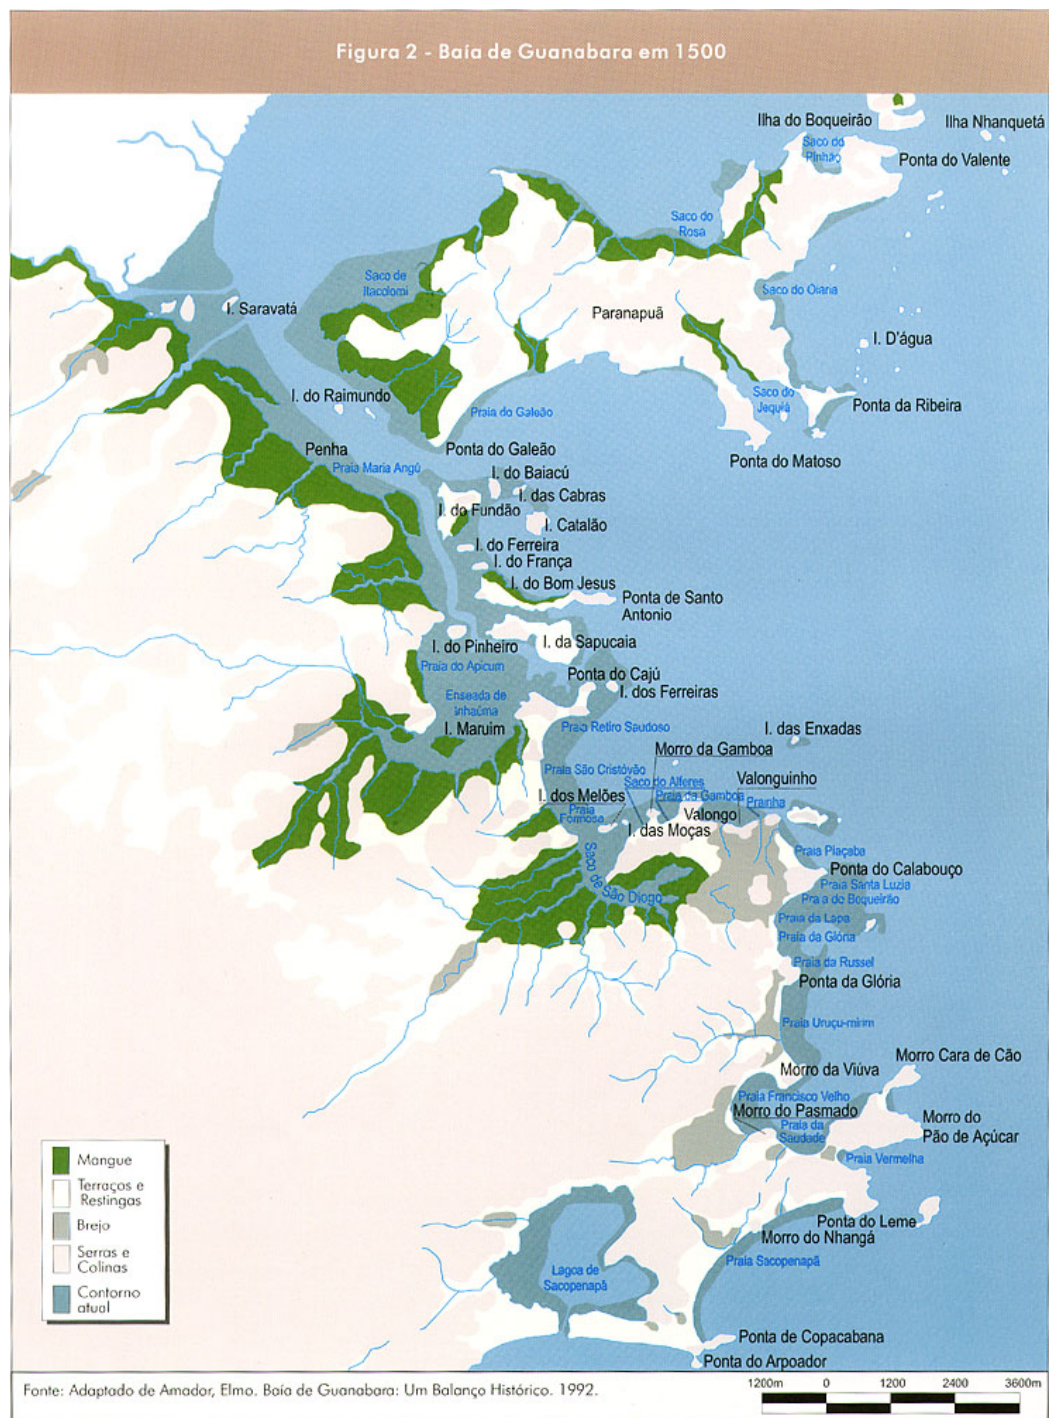 Figura 2 - Baía de Guanabara em 1500
Ilha do Boqueirão
Ilha Nhanquetá
Saco do
Pinhão
Ponta do Valente
Saco do
Rosa
Saco de
Itacolomi
Saco do Olaria
I. Saravatá
Paranapuã
I. D'água
I. do Raimundo
Saco do
Jequiá
Ponta da Ribeira
Praia do Galeão
Penha
Ponta do Galeão
Ponta do Matoso
Praia Maria Angú
I. do Baiacú
I. das Cabras
I. do Fundão
I. Catalão
I. do Ferreira
I. do França
I. do Bom Jesus
Ponta de Santo
Antonio
I. do Pinheiro
I. da Sapucaia
Praia do Apicum
Ponta do Cajú
Enseada de
Inhaúma
I. dos Ferreiras
I. Maruim
Praia Retiro Saudoso
I. das Enxadas
Morro da Gamboa
Praia São Cristóvão
Saco do Alferes
Valonguinho
I. dos Melões
Praia da Gamboa
Prainha
Praia
Formosa
Valongo
I. das Moças
Saco de São Diogo
Praia Piaçaba
Ponta do Calabouço
Praia Santa Luzia
Praia do Boqueirão
Praia da Lapa
Praia da Glória
Praia da Russel
Ponta da Glória
Praia Uruçu-mirim
Morro Cara de Cão
Morro da Viúva
Praia Francisco Velho
Morro do Pasmado
Praia da
Saudade
Morro do
Pão de Açúcar
Praia Vermelha
Ponta do Leme
Morro do Nhangá
Praia Sacopenapã
Lagoa de
Sacopenapã
Ponta de Copacabana
Ponta do Arpoador
Mangue
Terraços e
Restingas
Brejo
Serras e
Colinas
Contorno
atual
Fonte: Adaptado de Amador, Elmo. Baía de Guanabara: Um Balanço Histórico. 1992.
1200m 0 1200 2400 3600m